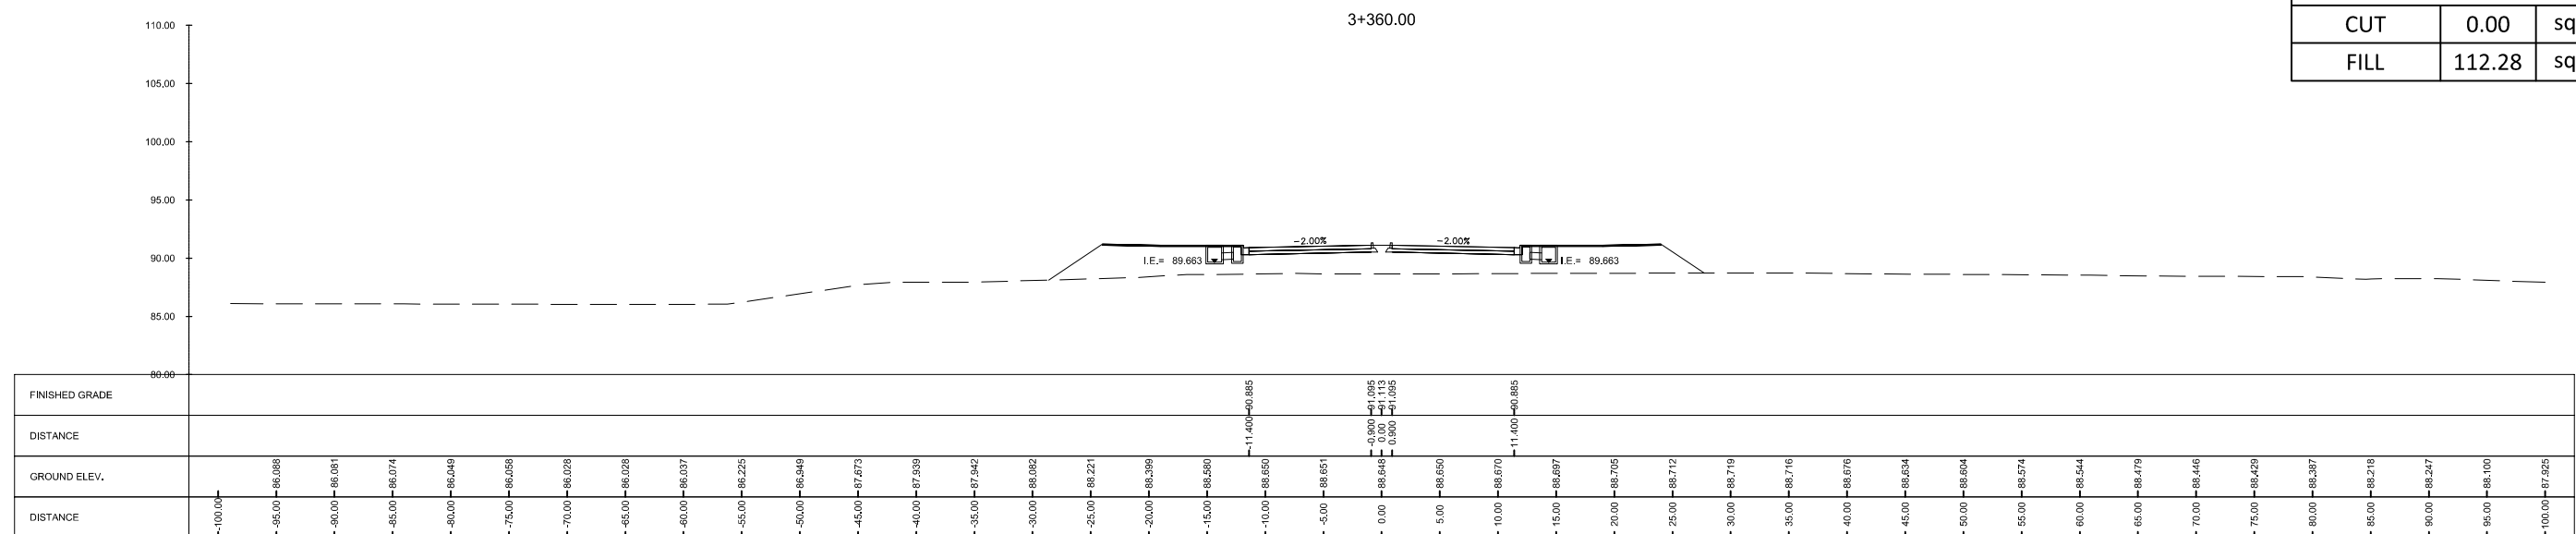 3+360.00
CUT 0.00 sq
FILL 112.28 sq
110.00
105.00
100.00
95.00
90.00
85.00
80.00
-2.00% -2.00%
I.E.= 89.663 I.E.= 89.663
FINISHED GRADE 90.885 91.095 91.113 91.095 90.885
DISTANCE -11.400 -0.900 0.00 0.900 11.400
GROUND ELEV. 86.088 86.081 86.074 86.049 86.058 86.028 86.028 86.037 86.225 86.949 87.673 87.939 87.942 88.082 88.221 88.399 88.580 88.650 88.651 88.648 88.650 88.670 88.697 88.705 88.712 88.719 88.716 88.676 88.634 88.604 88.574 88.544 88.479 88.446 88.429 88.387 88.218 88.247 88.100 87.925
DISTANCE -100.00 -95.00 -90.00 -85.00 -80.00 -75.00 -70.00 -65.00 -60.00 -55.00 -50.00 -45.00 -40.00 -35.00 -30.00 -25.00 -20.00 -15.00 -10.00 -5.00 0.00 5.00 10.00 15.00 20.00 25.00 30.00 35.00 40.00 45.00 50.00 55.00 60.00 65.00 70.00 75.00 80.00 85.00 90.00 95.00 100.00